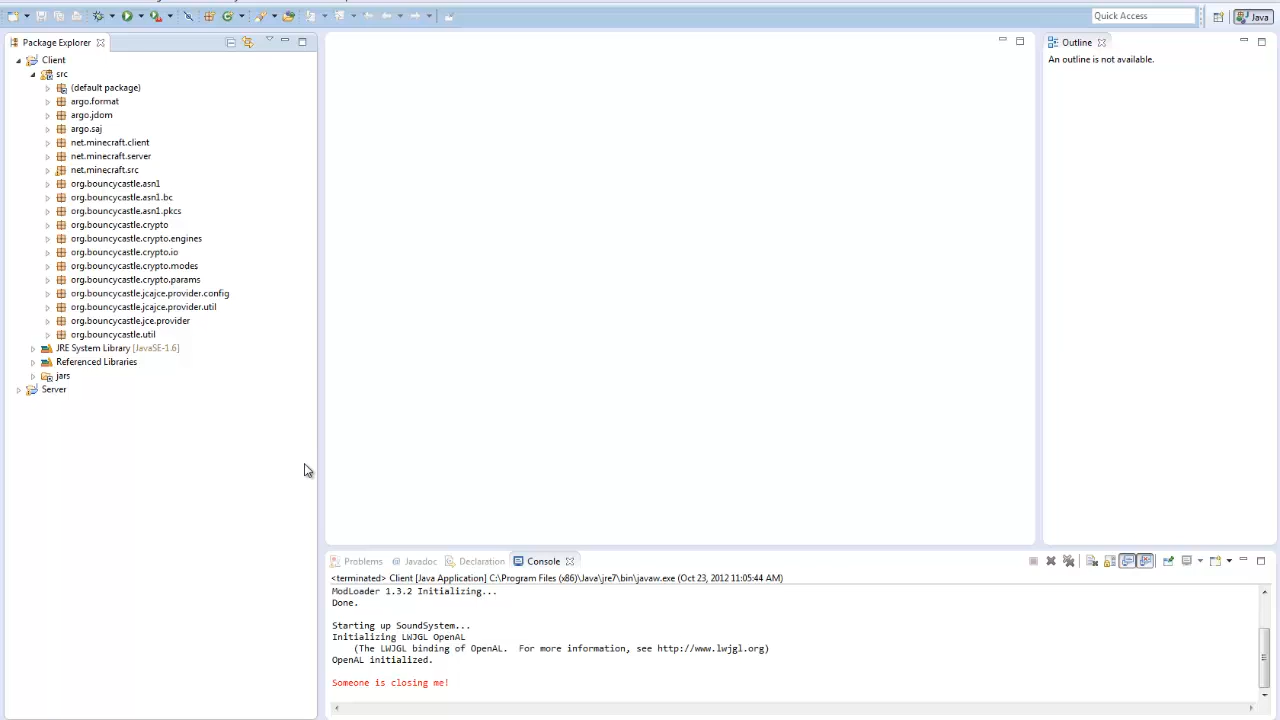 Quick Access
Java
Package Explorer
Client
src
(default package)
argo.format
argo.jdom
argo.saj
net.minecraft.client
net.minecraft.server
net.minecraft.src
org.bouncycastle.asn1
org.bouncycastle.asn1.bc
org.bouncycastle.asn1.pkcs
org.bouncycastle.crypto
org.bouncycastle.crypto.engines
org.bouncycastle.crypto.io
org.bouncycastle.crypto.modes
org.bouncycastle.crypto.params
org.bouncycastle.jcajce.provider.config
org.bouncycastle.jcajce.provider.util
org.bouncycastle.jce.provider
org.bouncycastle.util
JRE System Library [JavaSE-1.6]
Referenced Libraries
jars
Server
Outline
An outline is not available.
Problems @ Javadoc Declaration Console
<terminated> Client [Java Application] C:\Program Files (x86)\Java\jre7\bin\javaw.exe (Oct 23, 2012 11:05:44 AM)
ModLoader 1.3.2 Initializing...
Done.
Starting up SoundSystem...
Initializing LWJGL OpenAL
(The LWJGL binding of OpenAL. For more information, see http://www.lwjgl.org)
OpenAL initialized.
Someone is closing me!